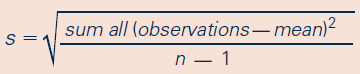 s = √ sum all (observations — mean)²
n — 1